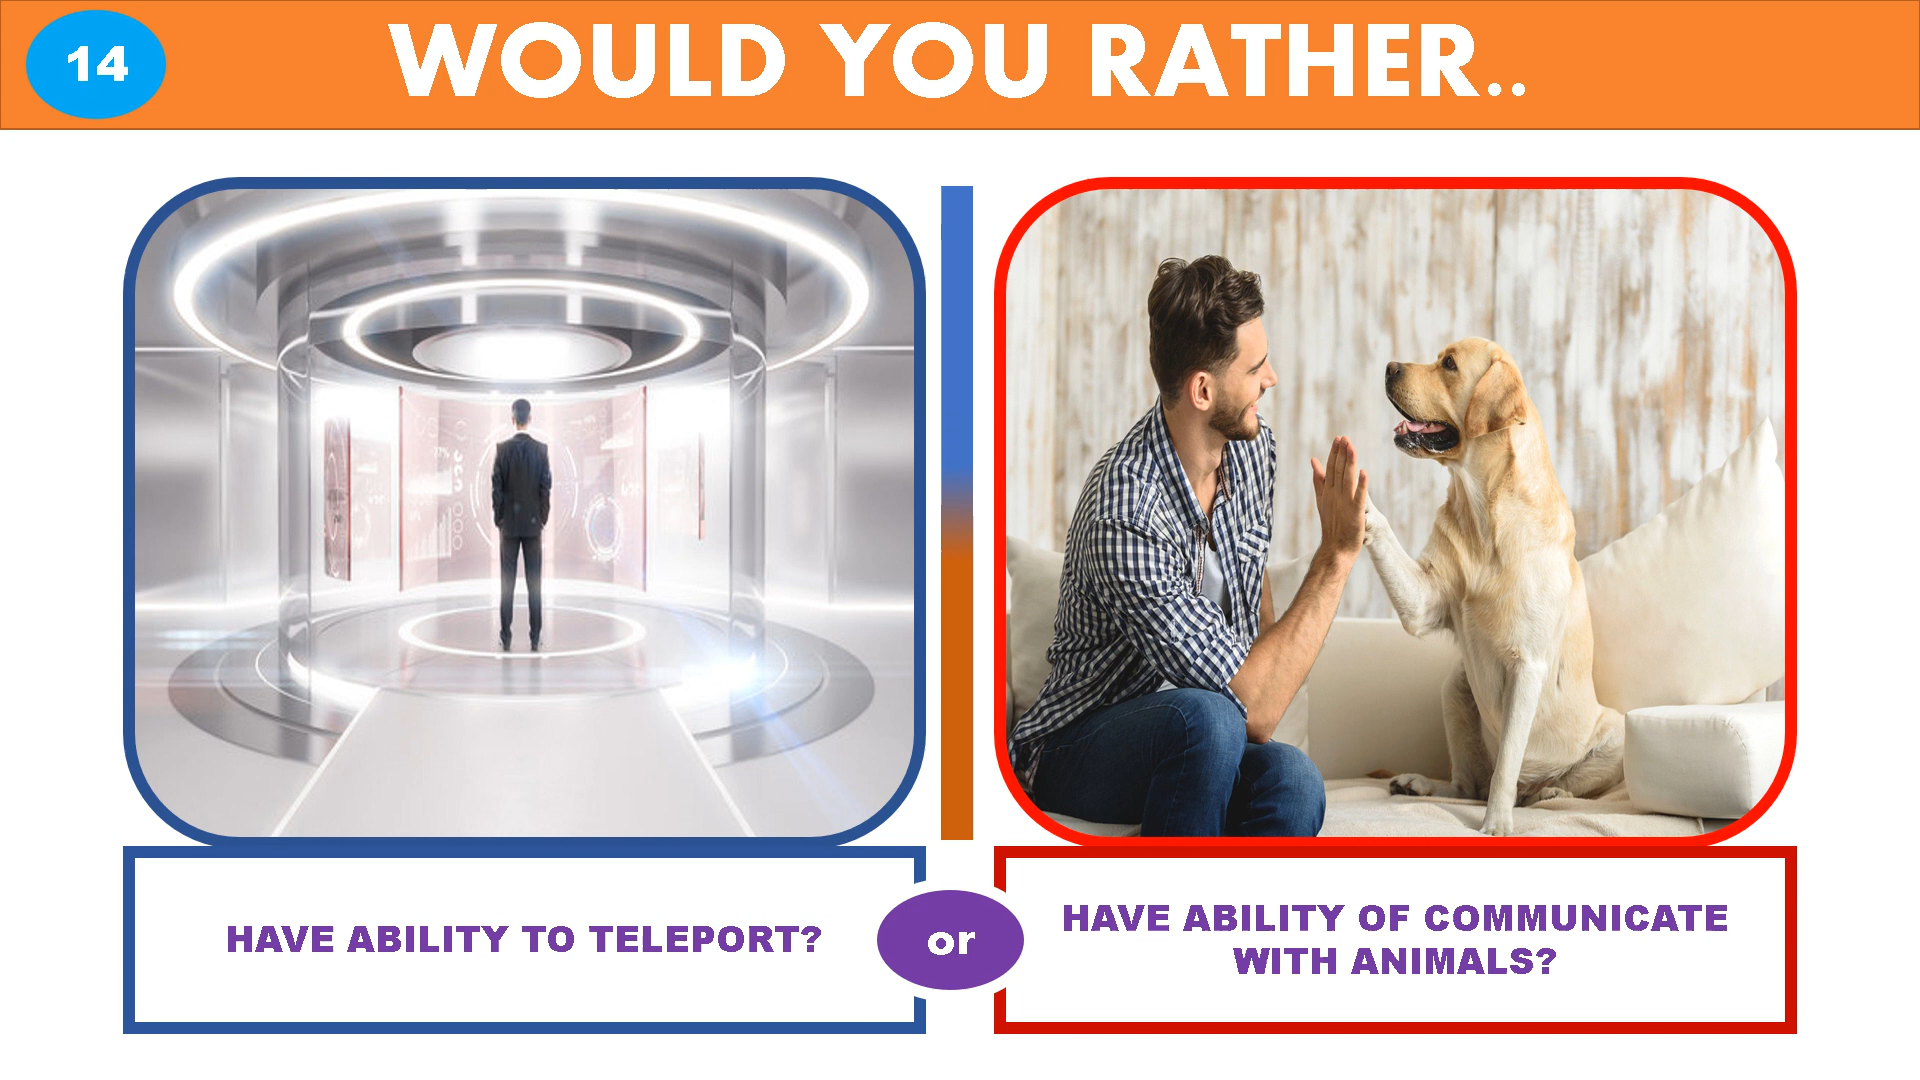 14
WOULD YOU RATHER..
HAVE ABILITY TO TELEPORT?
or
HAVE ABILITY OF COMMUNICATE
WITH ANIMALS?